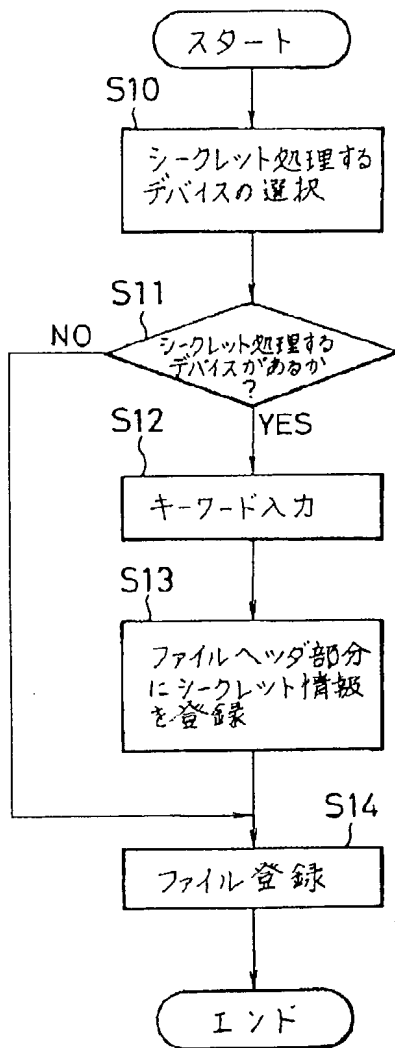 スタート
S10
シークレット処理する
デバイスの選択
S11
NO
シークレット処理する
デバイスがあるか
?
YES
S12
キーワード入力
S13
ファイルヘッダ部分
にシークレット情報
を登録
S14
ファイル登録
エンド